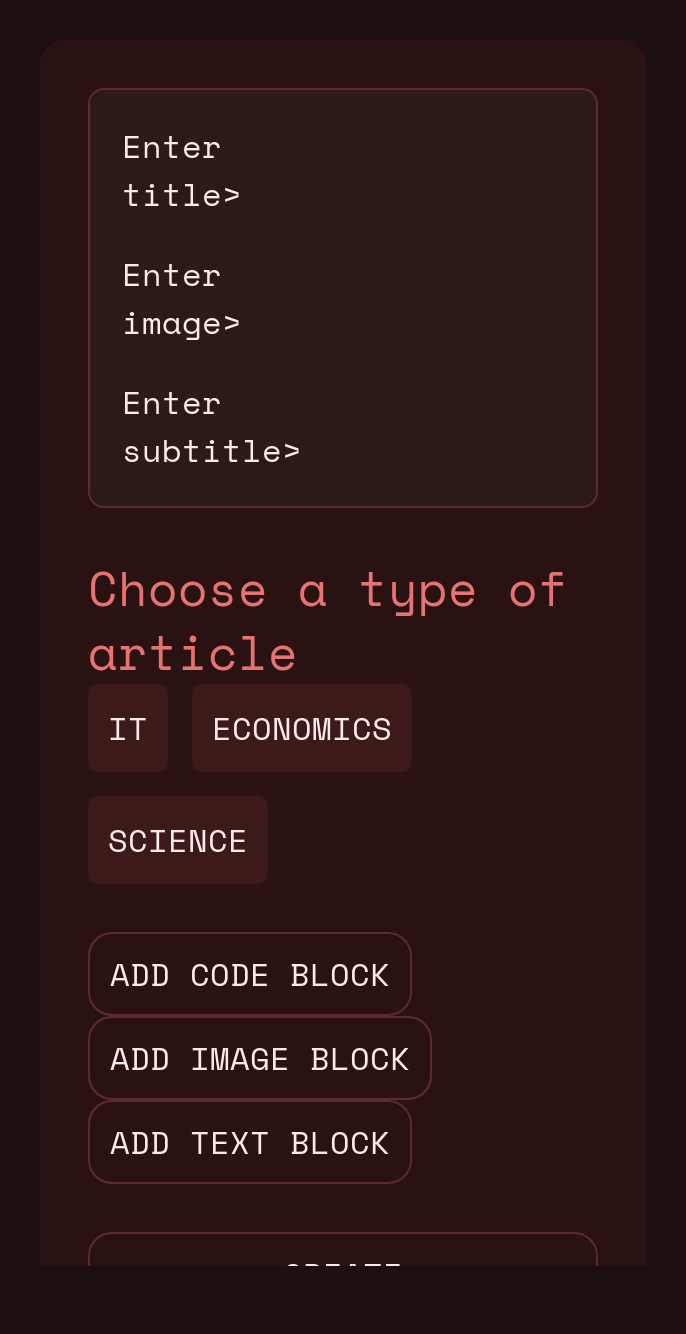 Enter
title>
Enter
image>
Enter
subtitle>
Choose a type of
article
IT
ECONOMICS
SCIENCE
ADD CODE BLOCK
ADD IMAGE BLOCK
ADD TEXT BLOCK